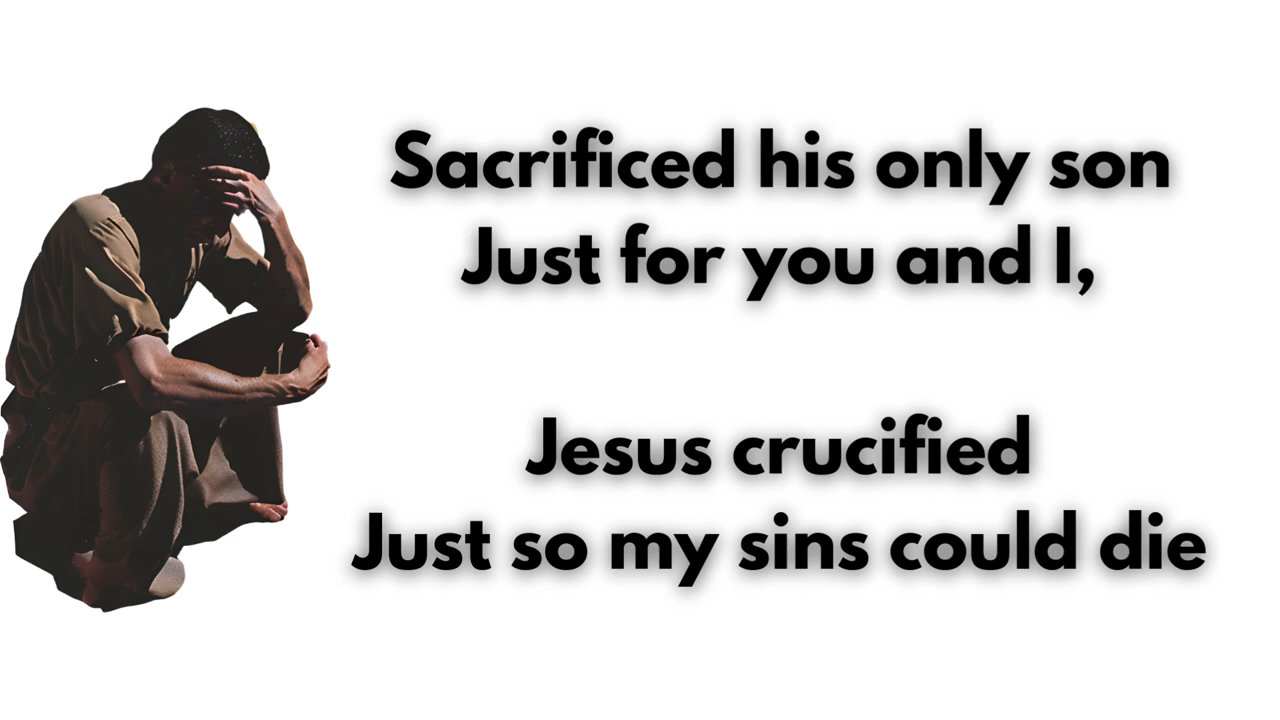 Sacrificed his only son
Just for you and I,
Jesus crucified
Just so my sins could die